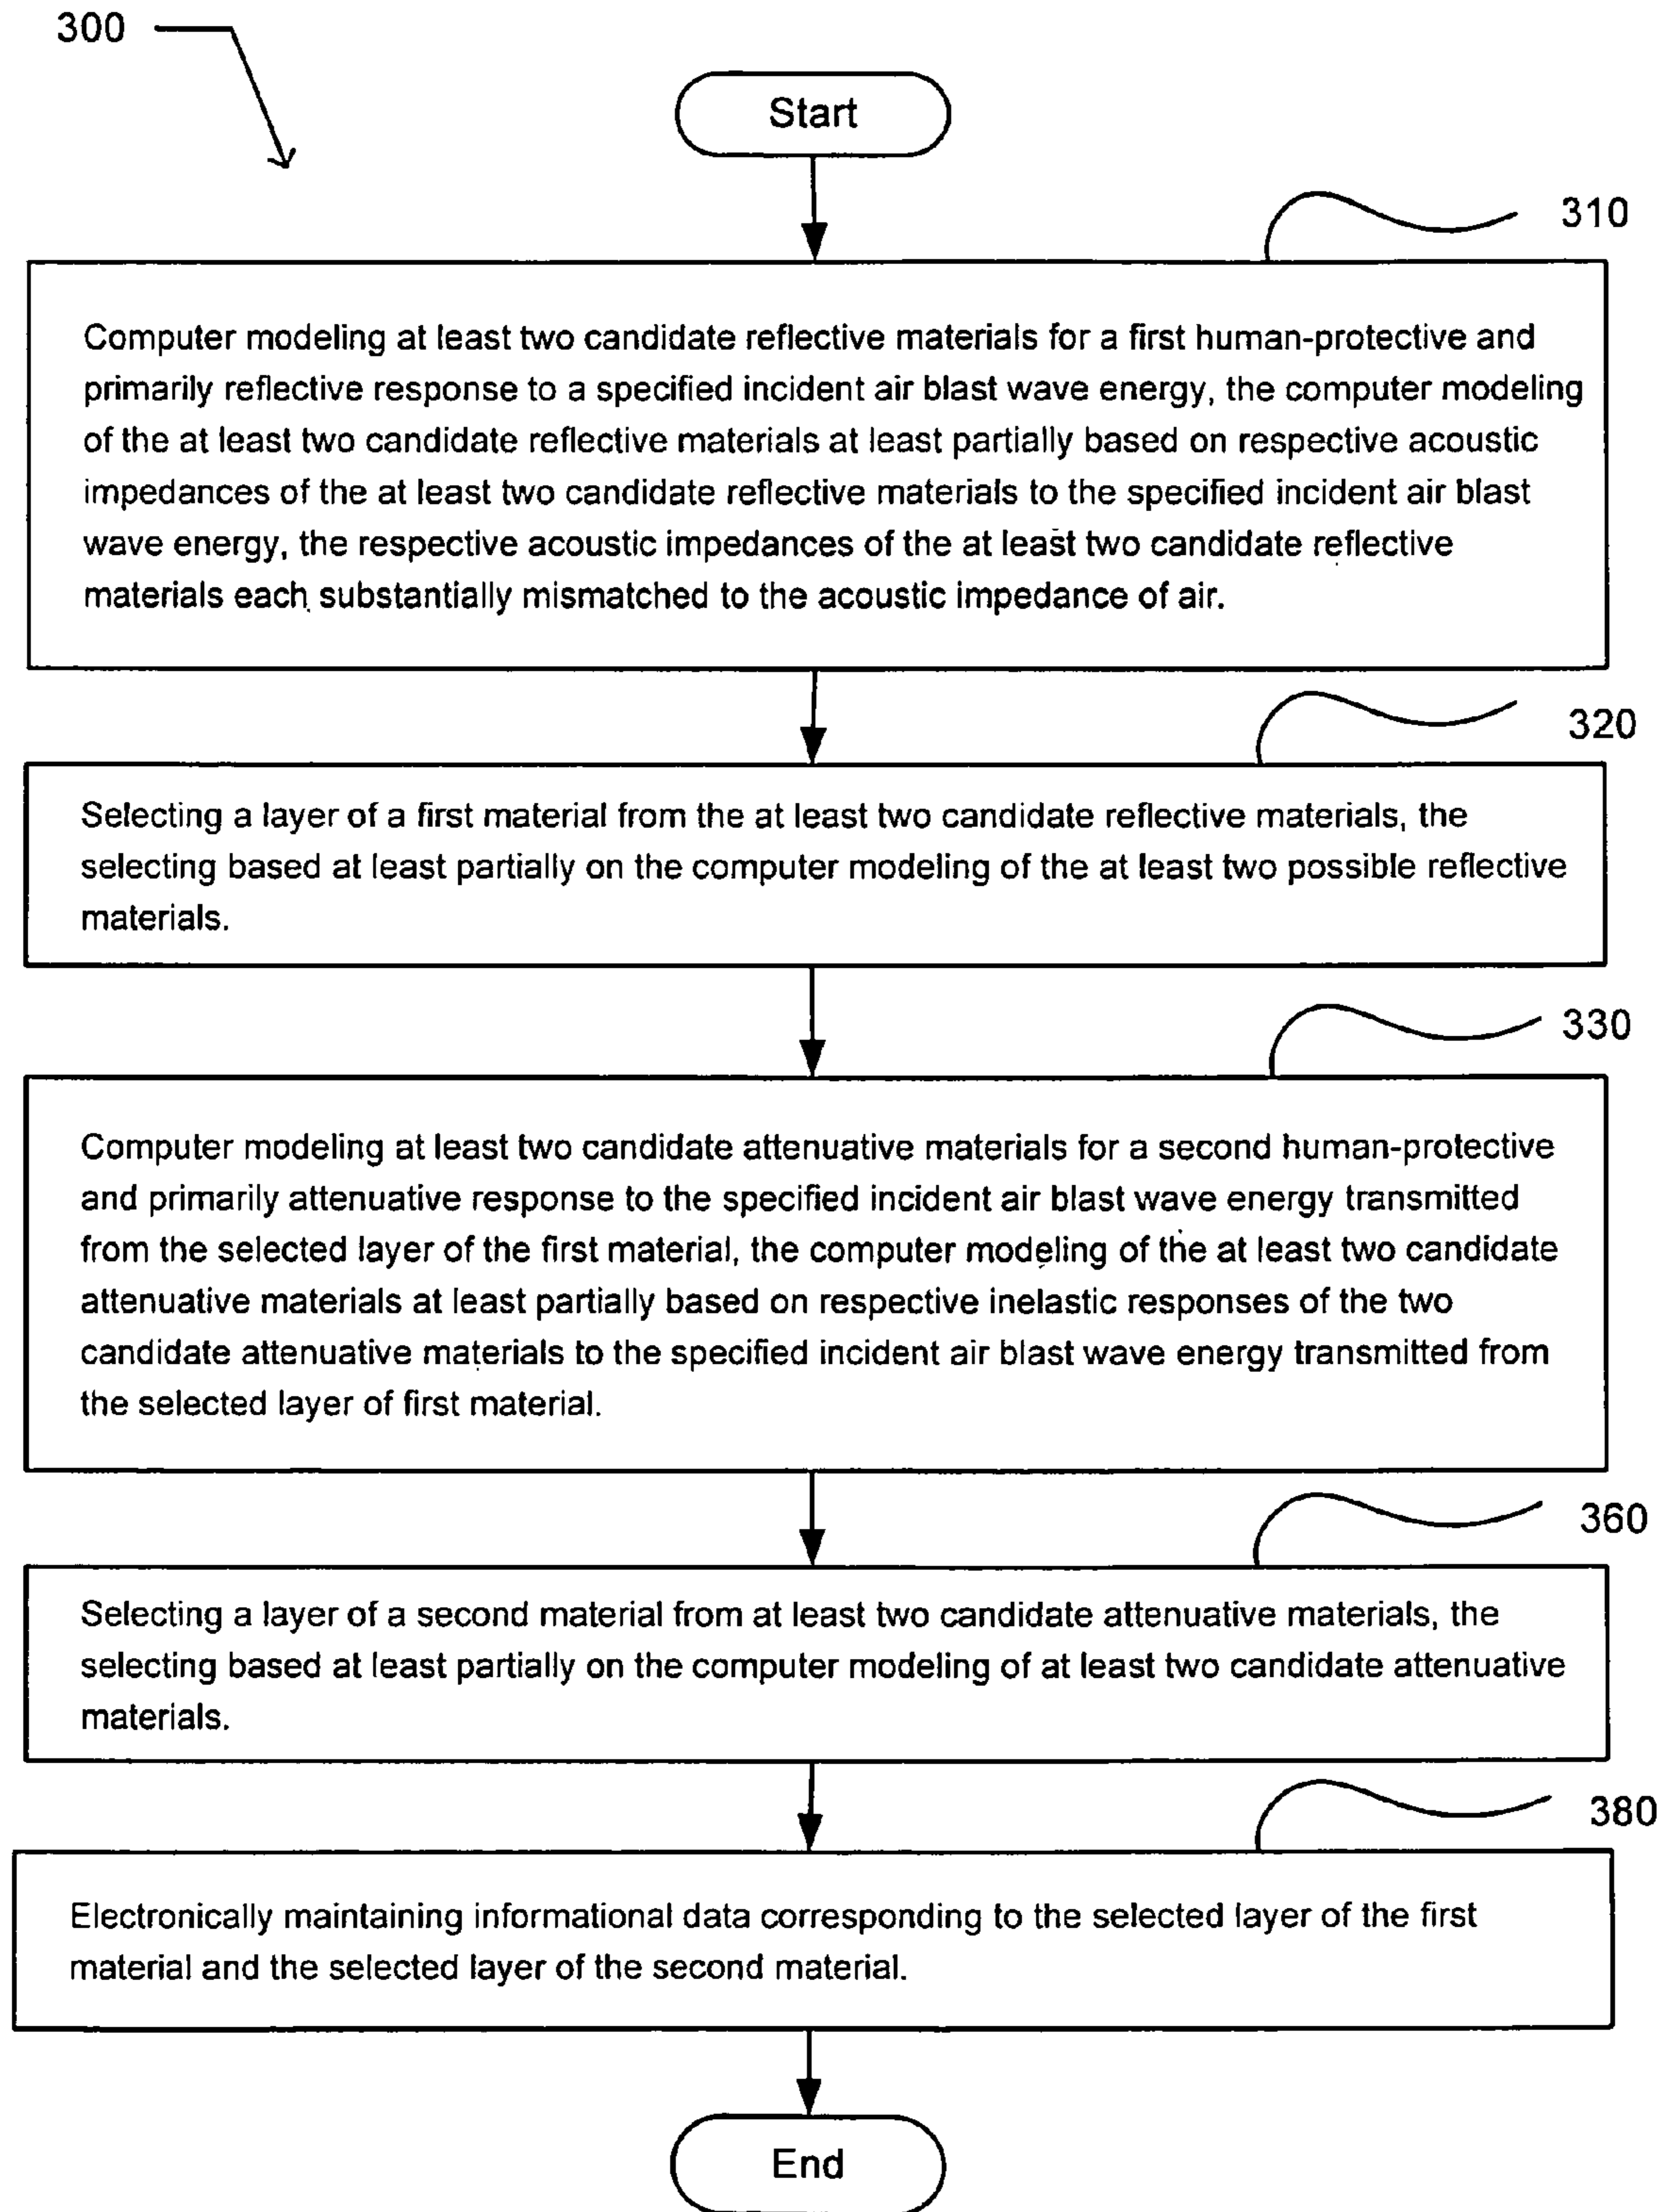 300
Start
310
Computer modeling at least two candidate reflective materials for a first human-protective and
primarily reflective response to a specified incident air blast wave energy, the computer modeling
of the at least two candidate reflective materials at least partially based on respective acoustic
impedances of the at least two candidate reflective materials to the specified incident air blast
wave energy, the respective acoustic impedances of the at least two candidate reflective
materials each substantially mismatched to the acoustic impedance of air.
320
Selecting a layer of a first material from the at least two candidate reflective materials, the
selecting based at least partially on the computer modeling of the at least two possible reflective
materials.
330
Computer modeling at least two candidate attenuative materials for a second human-protective
and primarily attenuative response to the specified incident air blast wave energy transmitted
from the selected layer of the first material, the computer modeling of the at least two candidate
attenuative materials at least partially based on respective inelastic responses of the two
candidate attenuative materials to the specified incident air blast wave energy transmitted from
the selected layer of first material.
360
Selecting a layer of a second material from at least two candidate attenuative materials, the
selecting based at least partially on the computer modeling of at least two candidate attenuative
materials.
380
Electronically maintaining informational data corresponding to the selected layer of the first
material and the selected layer of the second material.
End